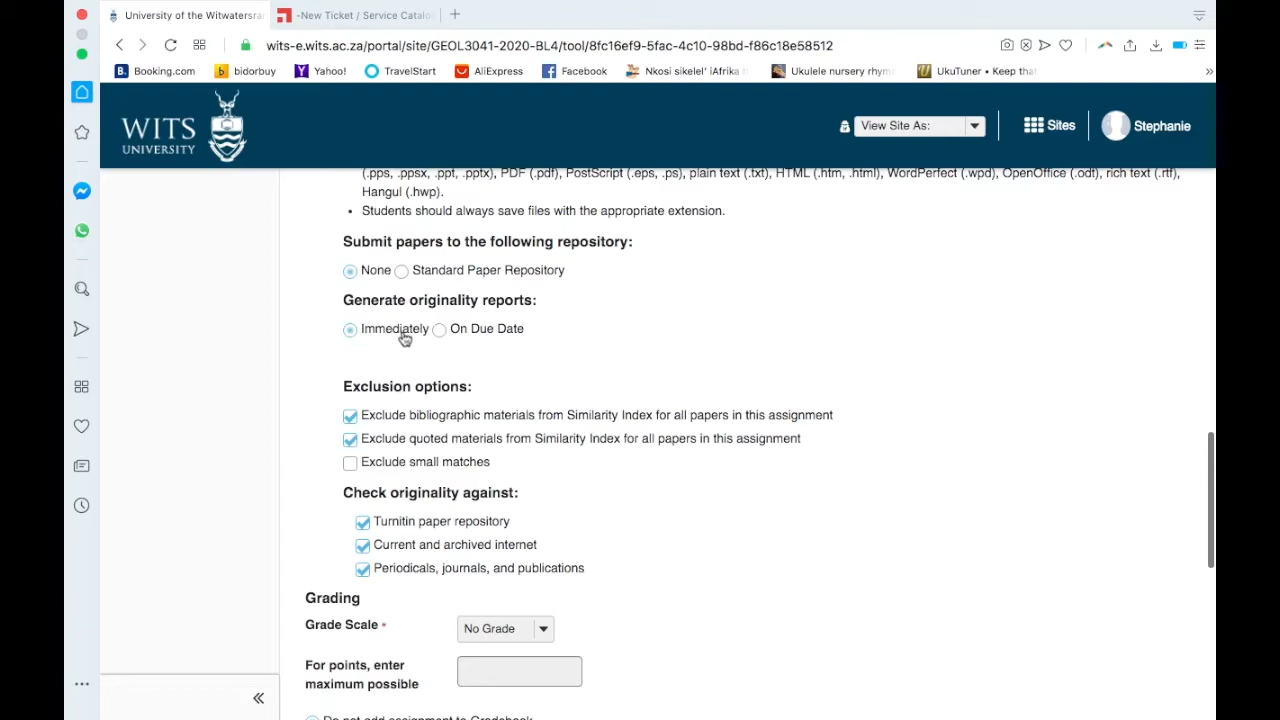 University of the Witwatersra
-New Ticket / Service Catalo
wits-e.wits.ac.za/portal/site/GEOL3041-2020-BL4/tool/8fc16ef9-5fac-4c10-98bd-f86c18e58512
B. Booking.com
b bidorbuy
Y Yahoo!
TravelStart
AliExpress
Facebook
Nkosi sikelel' iAfrika
Ukulele nursery rhym
UkuTuner • Keep that
WITS
UNIVERSITY
View Site As:
Sites
Stephanie
(.pps, .ppsx, .ppt, .pptx), PDF (.pdf), PostScript (.eps, .ps), plain text (.txt), HTML (.htm, .html), WordPerfect (.wpd), OpenOffice (.odt), rich text (.rtf),
Hangul (.hwp).
• Students should always save files with the appropriate extension.
Submit papers to the following repository:
None Standard Paper Repository
Generate originality reports:
Immediately On Due Date
Exclusion options:
Exclude bibliographic materials from Similarity Index for all papers in this assignment
Exclude quoted materials from Similarity Index for all papers in this assignment
Exclude small matches
Check originality against:
Turnitin paper repository
Current and archived internet
Periodicals, journals, and publications
Grading
Grade Scale * No Grade
For points, enter
maximum possible
Do not add assignment to Gradebook